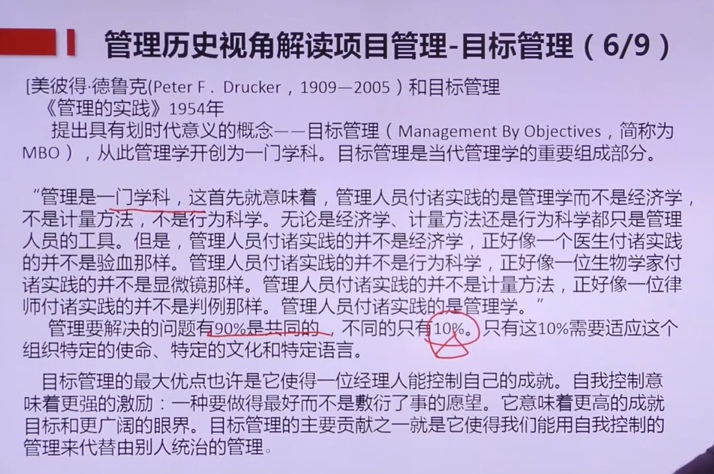 管理历史视角解读项目管理-目标管理（6/9）
[美彼得·德鲁克(Peter F．Drucker，1909—2005）和目标管理
《管理的实践》1954年
提出具有划时代意义的概念——目标管理（Management By Objectives，简称为
MBO），从此管理学开创为一门学科。目标管理是当代管理学的重要组成部分。
“管理是一门学科，这首先就意味着，管理人员付诸实践的是管理学而不是经济学，
不是计量方法，不是行为科学。无论是经济学、计量方法还是行为科学都只是管理
人员的工具。但是，管理人员付诸实践的并不是经济学，正好像一个医生付诸实践
的并不是验血那样。管理人员付诸实践的并不是行为科学，正好像一位生物学家付
诸实践的并不是显微镜那样。管理人员付诸实践的并不是计量方法，正好像一位律
师付诸实践的并不是判例那样。管理人员付诸实践的是管理学。”
管理要解决的问题有90%是共同的，不同的只有10%。只有这10%需要适应这个
组织特定的使命、特定的文化和特定语言。
目标管理的最大优点也许是它使得一位经理人能控制自己的成就。自我控制意
味着更强的激励：一种要做得最好而不是敷衍了事的愿望。它意味着更高的成就
目标和更广阔的眼界。目标管理的主要贡献之一就是它使得我们能用自我控制的
管理来代替由别人统治的管理。